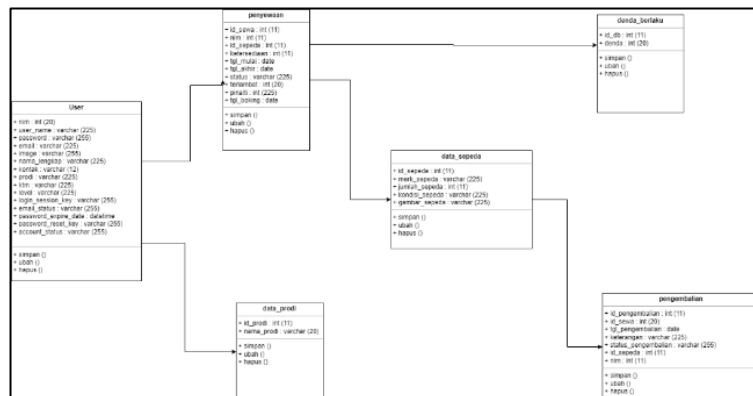 penyewaan
+ id_sewa : int (11)
+ nim : int (11)
+ id_sepeda : int (11)
+ ketersediaan : int (11)
+ tgl_mulai : date
+ tgl_akhir : date
+ status : varchar (225)
+ terlambat : int (20)
+ pinalti : int (225)
+ tgl_boking : date
+ simpan ()
+ ubah ()
+ hapus ()
denda_berlaku
+ id_db : int (11)
+ denda : int (20)
+ simpan ()
+ ubah ()
+ hapus ()
User
+ nim : int (20)
+ user_name : varchar (225)
+ password : varchar (255)
+ email : varchar (225)
+ image : varchar (255)
+ nama_lengkap : varchar (225)
+ kontak : varchar (12)
+ prodi : varchar (225)
+ ktm : varchar (225)
+ level : varchar (225)
+ login_session_key : varchar (255)
+ email_status : varchar (255)
+ password_expire_date : datetime
+ password_reset_key : varchar (255)
+ account_status : varchar (255)
+ simpan ()
+ ubah ()
+ hapus ()
data_sepeda
+ id_sepeda : int (11)
+ merk_sepeda : varchar (225)
+ jumlah_sepeda : int (11)
+ kondisi_sepeda : varchar (225)
+ gambar_sepeda : varchar (225)
+ simpan ()
+ ubah ()
+ hapus ()
data_prodi
+ id_prodi : int (11)
+ nama_prodi : varchar (20)
+ simpan ()
+ ubah ()
+ hapus ()
pengembalian
+ id_pengembalian : int (11)
+ id_sewa : int (20)
+ tgl_pengembalian : date
+ keterangan : varchar (225)
+ status_pengembalian : varchar (255)
+ id_sepeda : int (11)
+ nim : int (11)
+ simpan ()
+ ubah ()
+ hapus ()